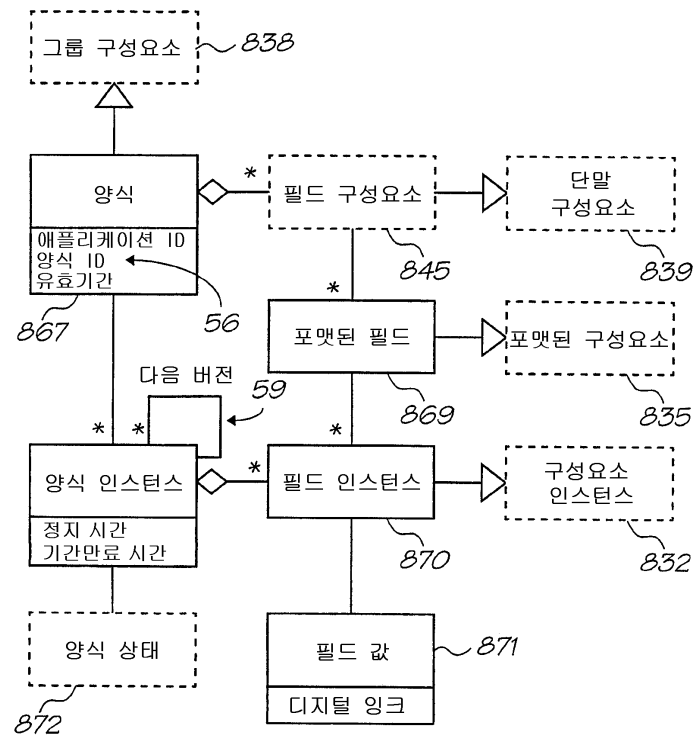 그룹 구성요소
838
양식
*
필드 구성요소
단말
구성요소
애플리케이션 ID
양식 ID
유효기간
845
839
867
56
*
포맷된 필드
포맷된 구성요소
다음 버전
59
869
835
*
*
*
양식 인스턴스
*
필드 인스턴스
구성요소
인스턴스
정지 시간
기간만료 시간
870
832
양식 상태
필드 값
871
872
디지털 잉크